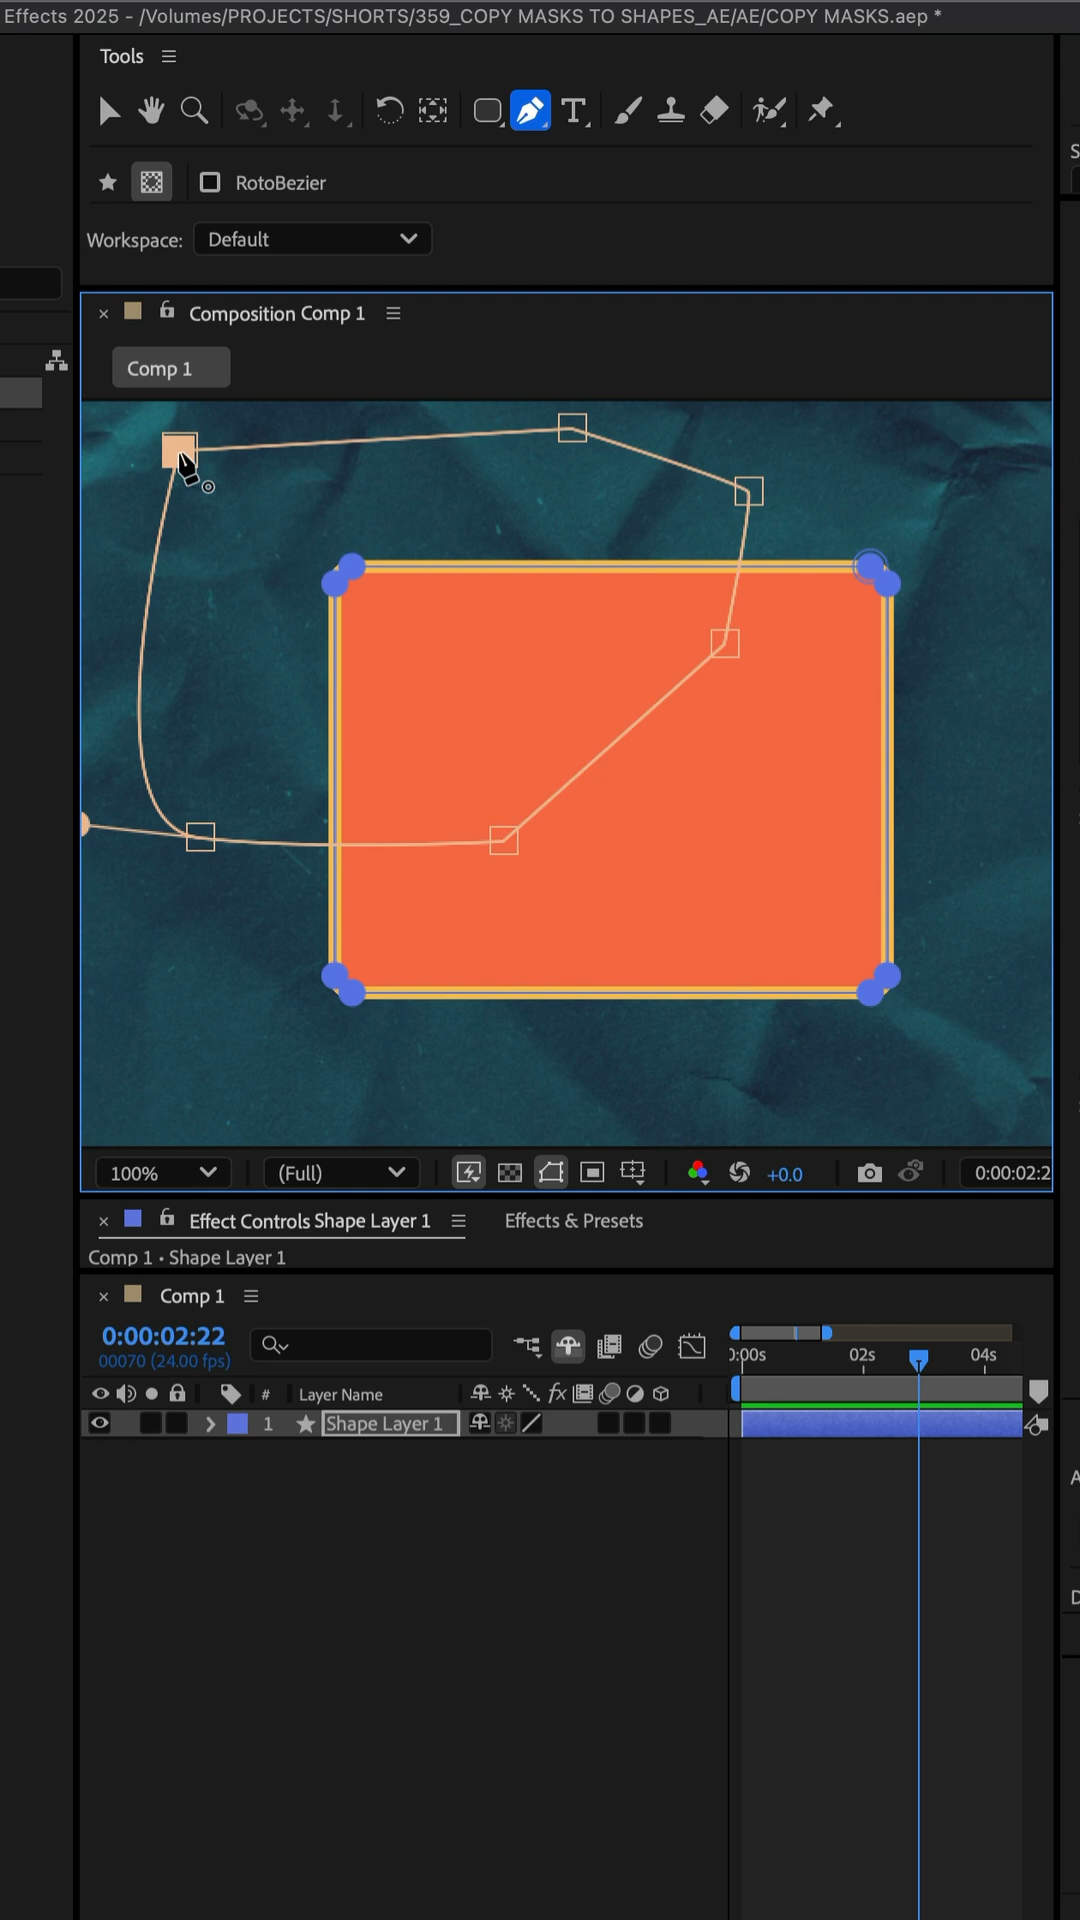 Effects 2025 - /Volumes/PROJECTS/SHORTS/359_COPY MASKS TO SHAPES_AE/AE/COPY MASKS.aep *
Tools
RotoBezier
Workspace: Default
Composition Comp 1
Comp 1
100% (Full) +0.0 0:00:02:2
Effect Controls Shape Layer 1 Effects & Presets
Comp 1 • Shape Layer 1
Comp 1
0:00:02:22
00070 (24.00 fps)
0:00s 02s 04s
# Layer Name fx
1 Shape Layer 1